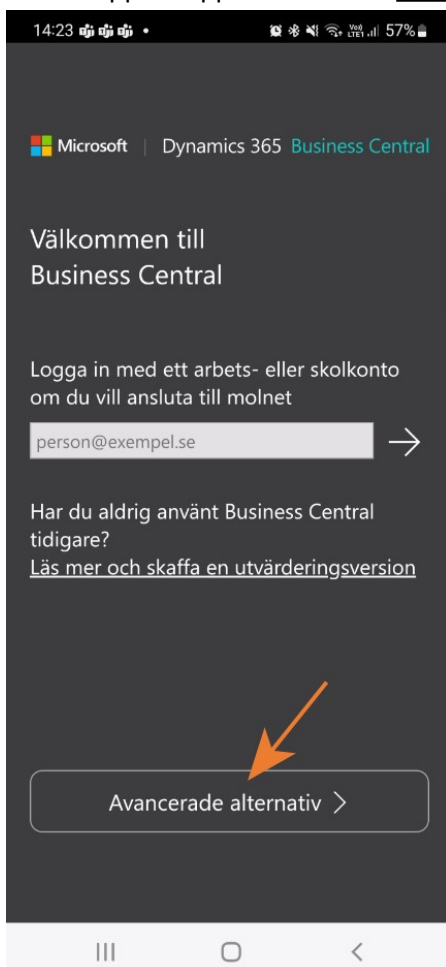 14:23
Vo))
LTE1 57%
Microsoft | Dynamics 365 Business Central
Välkommen till
Business Central
Logga in med ett arbets- eller skolkonto
om du vill ansluta till molnet
person@exempel.se
Har du aldrig använt Business Central
tidigare?
Läs mer och skaffa en utvärderingsversion
Avancerade alternativ